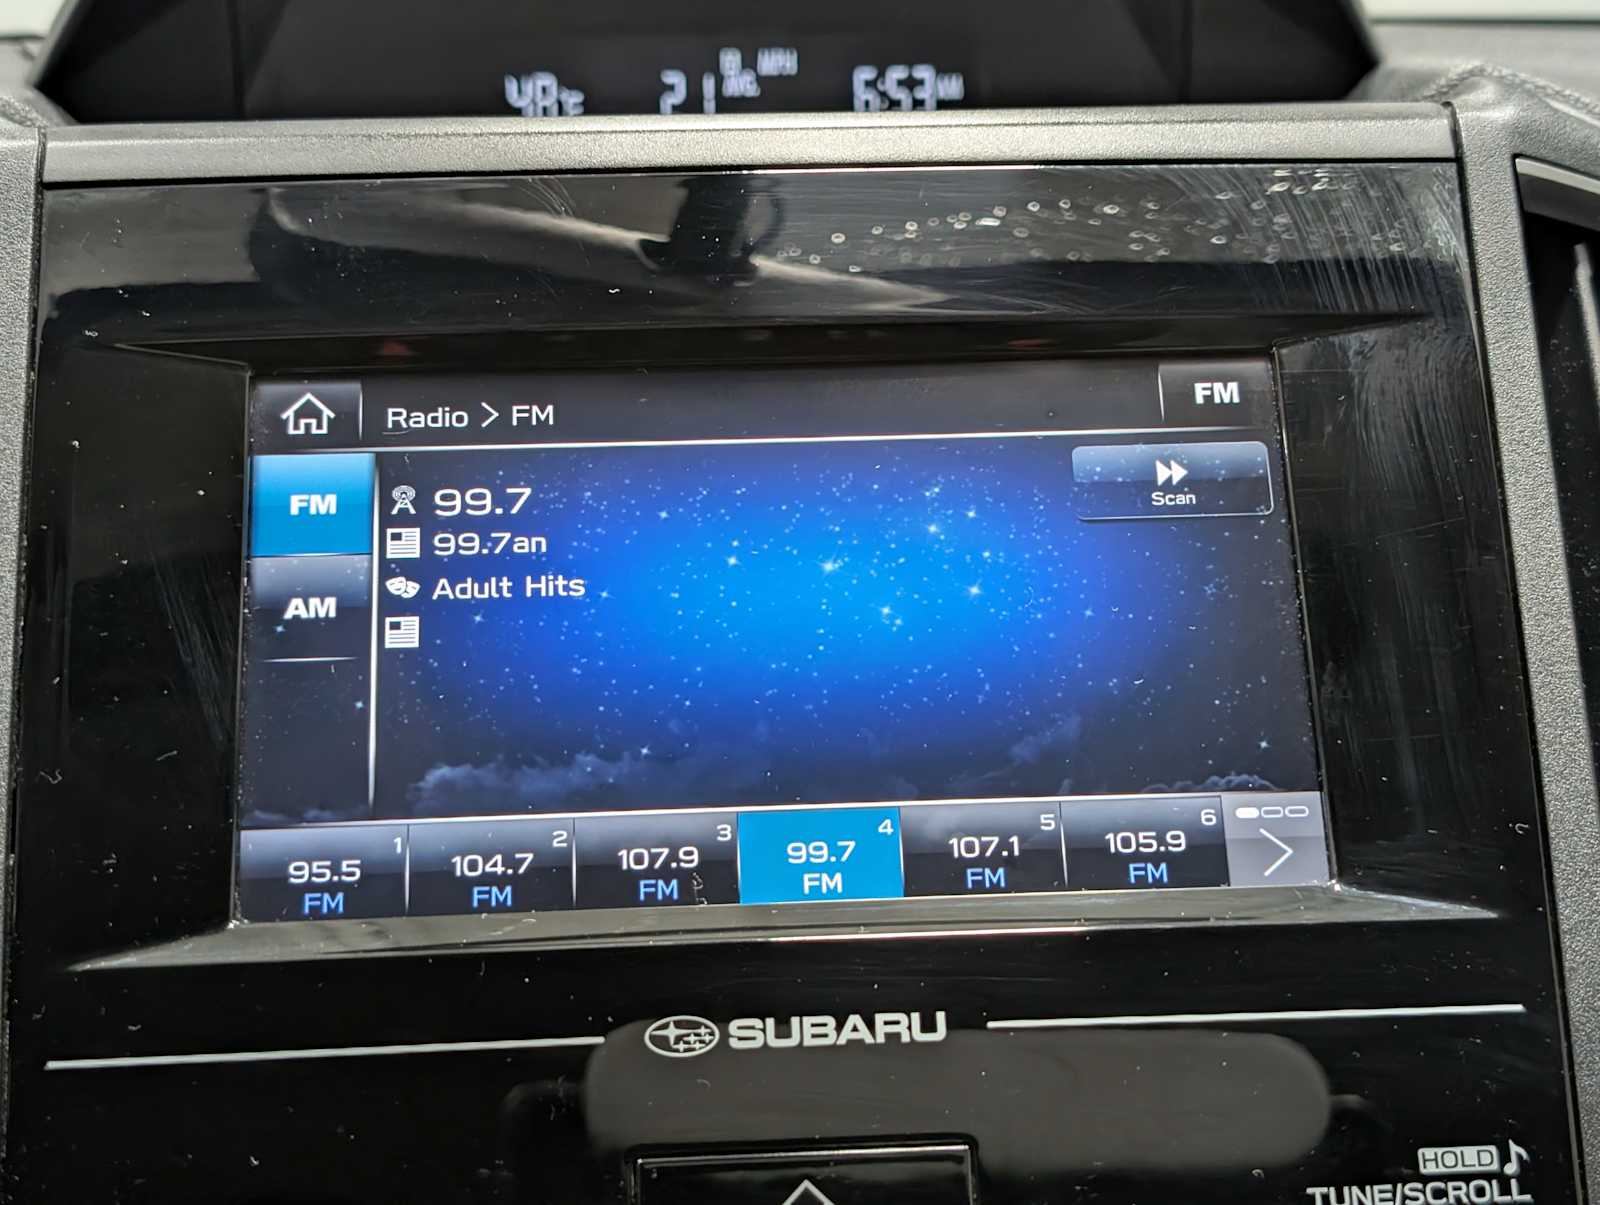 48°F 21 AVG. MPH 6:53
Radio > FM
FM
FM
99.7
Scan
99.7an
AM
Adult Hits
1 2 3 4 5 6
95.5 104.7 107.9 99.7 107.1 105.9
FM FM FM FM FM FM
SUBARU
HOLD
TUNE/SCROLL